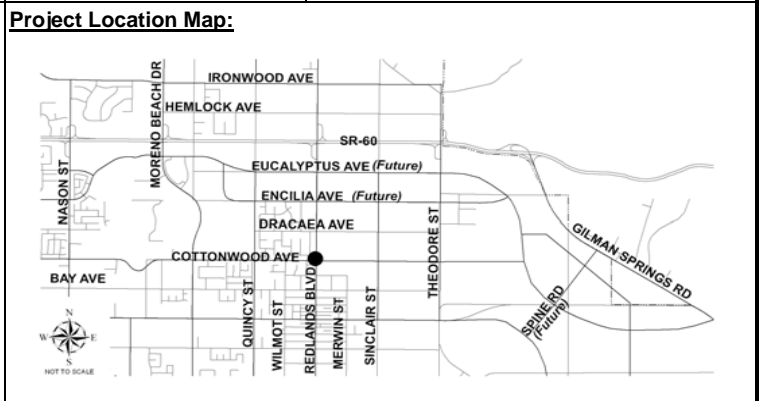 Project Location Map:
IRONWOOD AVE
MORENO BEACH DR
HEMLOCK AVE
SR-60
EUCALYPTUS AVE (Future)
NASON ST
ENCILIA AVE (Future)
DRACAEA AVE
THEODORE ST
COTTONWOOD AVE
GILMAN SPRINGS RD
BAY AVE
QUINCY ST
WILMOT ST
REDLANDS BLVD
MERWIN ST
SINCLAIR ST
SPINE RD
(Future)
N
W E
S
NOT TO SCALE